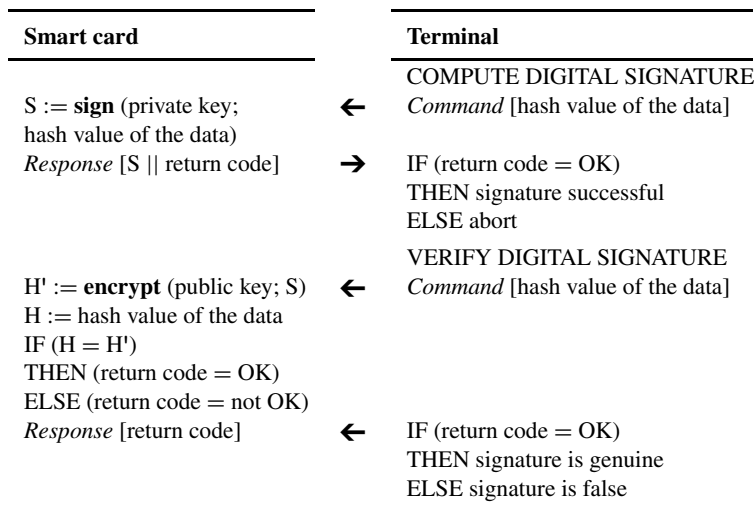 Smart card Terminal
COMPUTE DIGITAL SIGNATURE
S := sign (private key; ← Command [hash value of the data]
hash value of the data)
Response [S || return code] → IF (return code = OK)
THEN signature successful
ELSE abort
VERIFY DIGITAL SIGNATURE
H' := encrypt (public key; S) ← Command [hash value of the data]
H := hash value of the data
IF (H = H')
THEN (return code = OK)
ELSE (return code = not OK)
Response [return code] ← IF (return code = OK)
THEN signature is genuine
ELSE signature is false